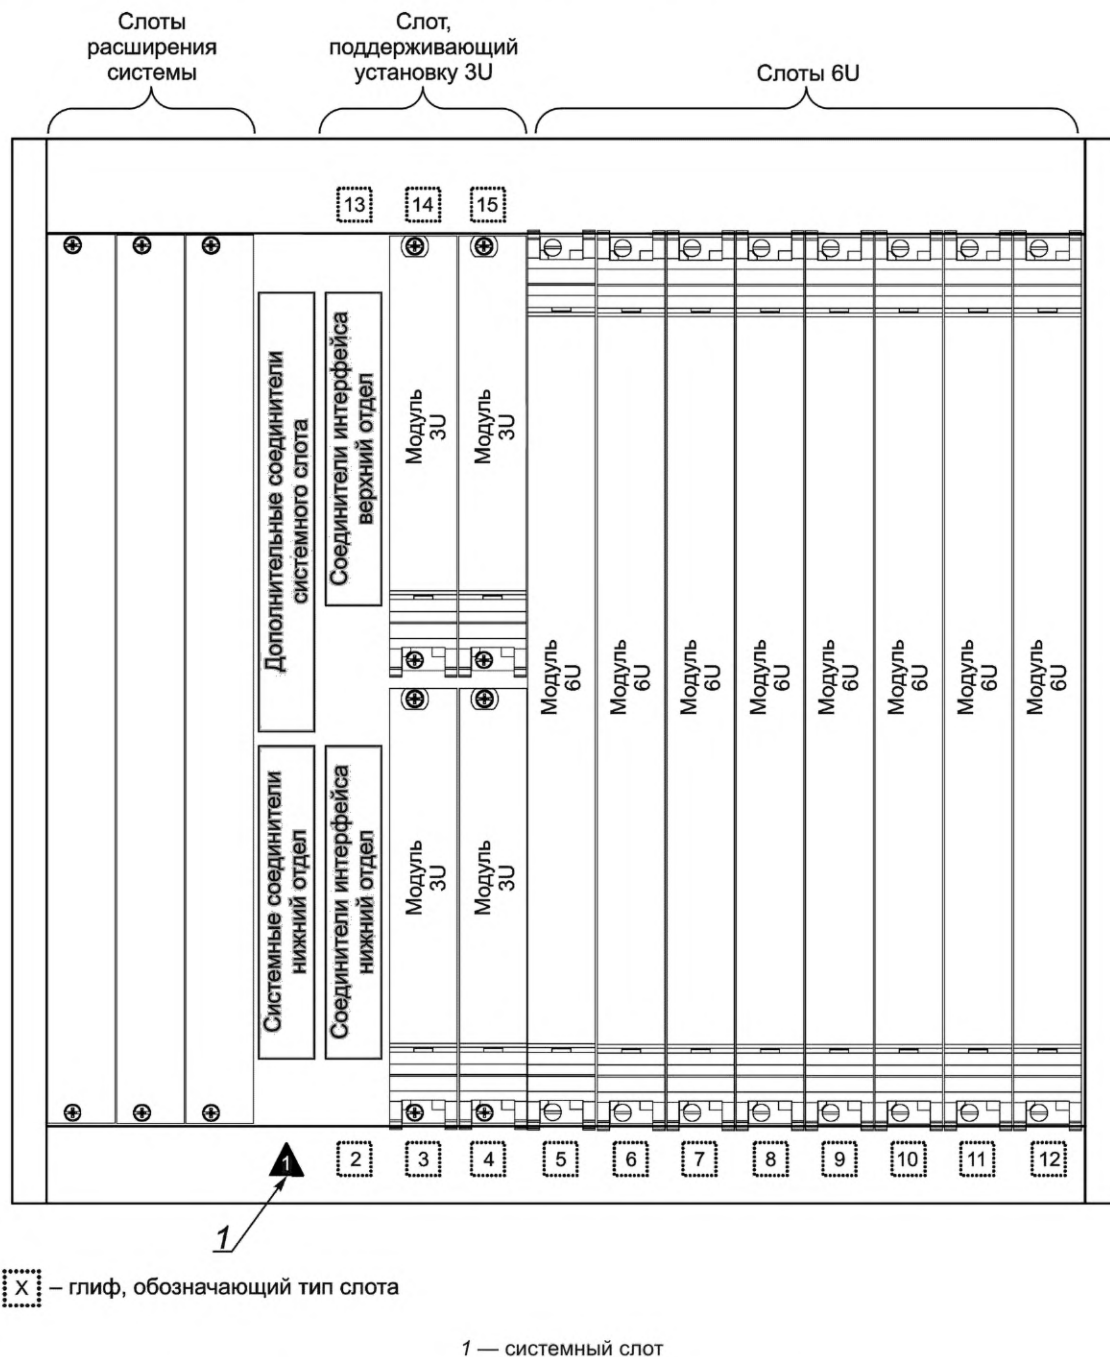 Слоты
расширения
системы
Слот,
поддерживающий
установку 3U
Слоты 6U
13
14
15
Дополнительные соединители
системного слота
Соединители интерфейса
верхний отдел
Модуль
3U
Модуль
3U
Системные соединители
нижний отдел
Соединители интерфейса
нижний отдел
Модуль
3U
Модуль
3U
Модуль
6U
Модуль
6U
Модуль
6U
Модуль
6U
Модуль
6U
Модуль
6U
Модуль
6U
Модуль
6U
1
2
3
4
5
6
7
8
9
10
11
12
1
X – глиф, обозначающий тип слота
1 — системный слот